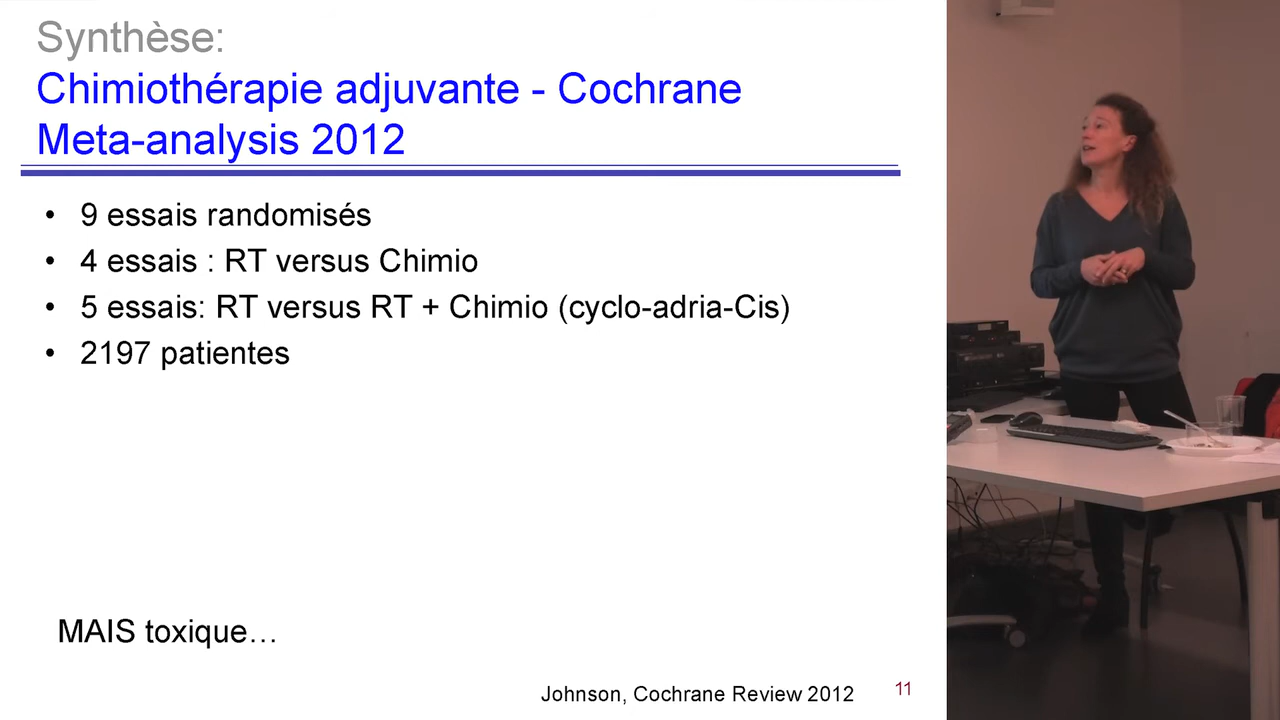 Synthèse:
Chimiothérapie adjuvante - Cochrane
Meta-analysis 2012
• 9 essais randomisés
• 4 essais : RT versus Chimio
• 5 essais: RT versus RT + Chimio (cyclo-adria-Cis)
• 2197 patientes
MAIS toxique…
Johnson, Cochrane Review 2012
11